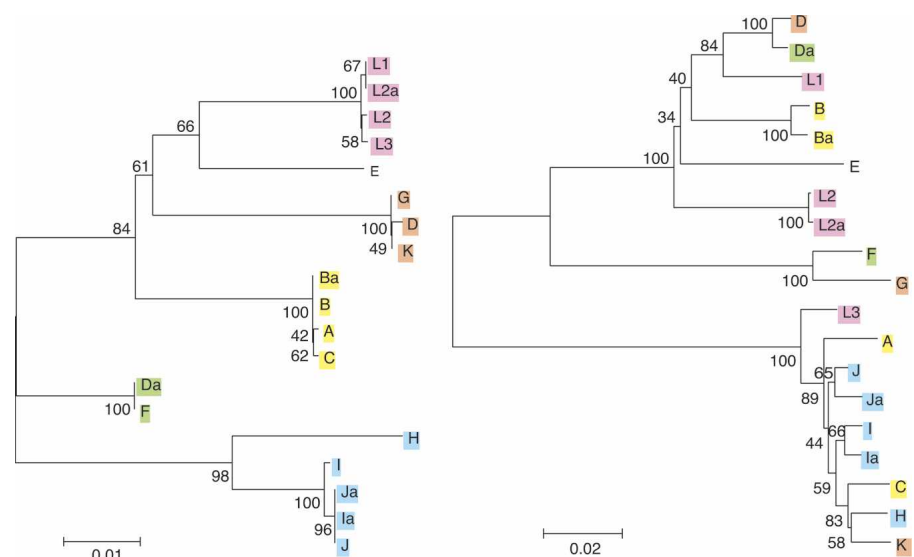 67
L1
100
L2a
66
L2
58
L3
61
E
G
84
100
D
49
K
Ba
100
B
42
A
62
C
Da
100
F
H
98
I
100
Ja
Ia
96
J
0.01
100
D
84
Da
40
L1
34
B
100
Ba
100
E
L2
100
L2a
F
100
G
L3
100
A
65
J
89
Ja
66
I
44
Ia
59
C
83
H
58
K
0.02